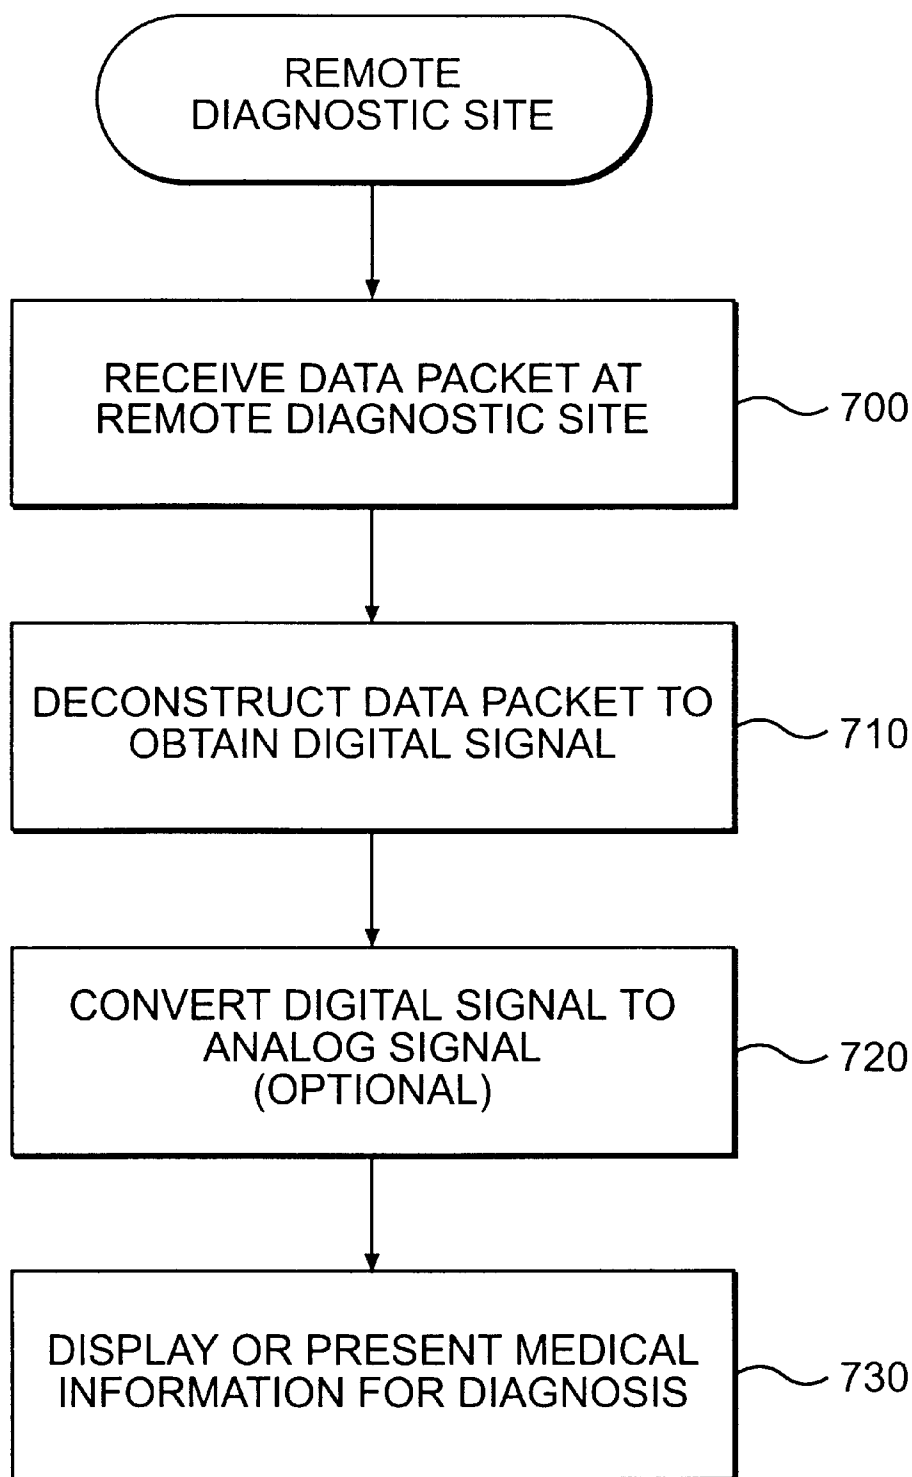 REMOTE
DIAGNOSTIC SITE
RECEIVE DATA PACKET AT
REMOTE DIAGNOSTIC SITE
700
DECONSTRUCT DATA PACKET TO
OBTAIN DIGITAL SIGNAL
710
CONVERT DIGITAL SIGNAL TO
ANALOG SIGNAL
(OPTIONAL)
720
DISPLAY OR PRESENT MEDICAL
INFORMATION FOR DIAGNOSIS
730